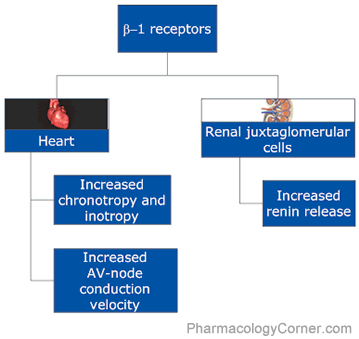 β–1 receptors
Heart
Renal juxtaglomerular
cells
Increased
chronotropy and
inotropy
Increased
renin release
Increased
AV-node
conduction
velocity
PharmacologyCorner.com